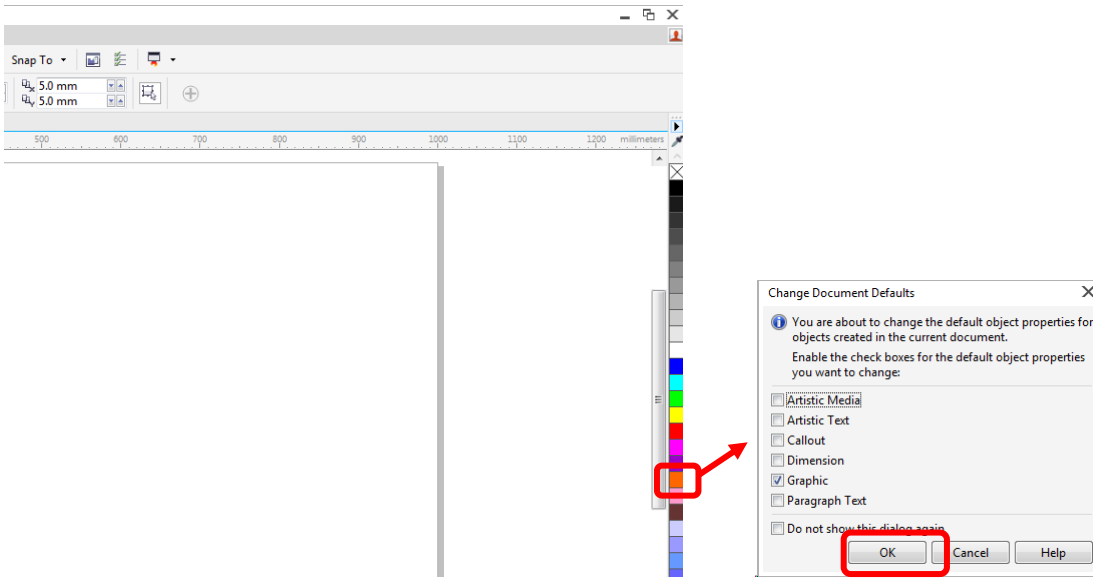 Snap To
5.0 mm
5.0 mm
500 600 700 800 900 1000 1100 1200 millimeters
Change Document Defaults
You are about to change the default object properties for
objects created in the current document.
Enable the check boxes for the default object properties
you want to change:
Artistic Media
Artistic Text
Callout
Dimension
Graphic
Paragraph Text
Do not show this dialog again
OK Cancel Help